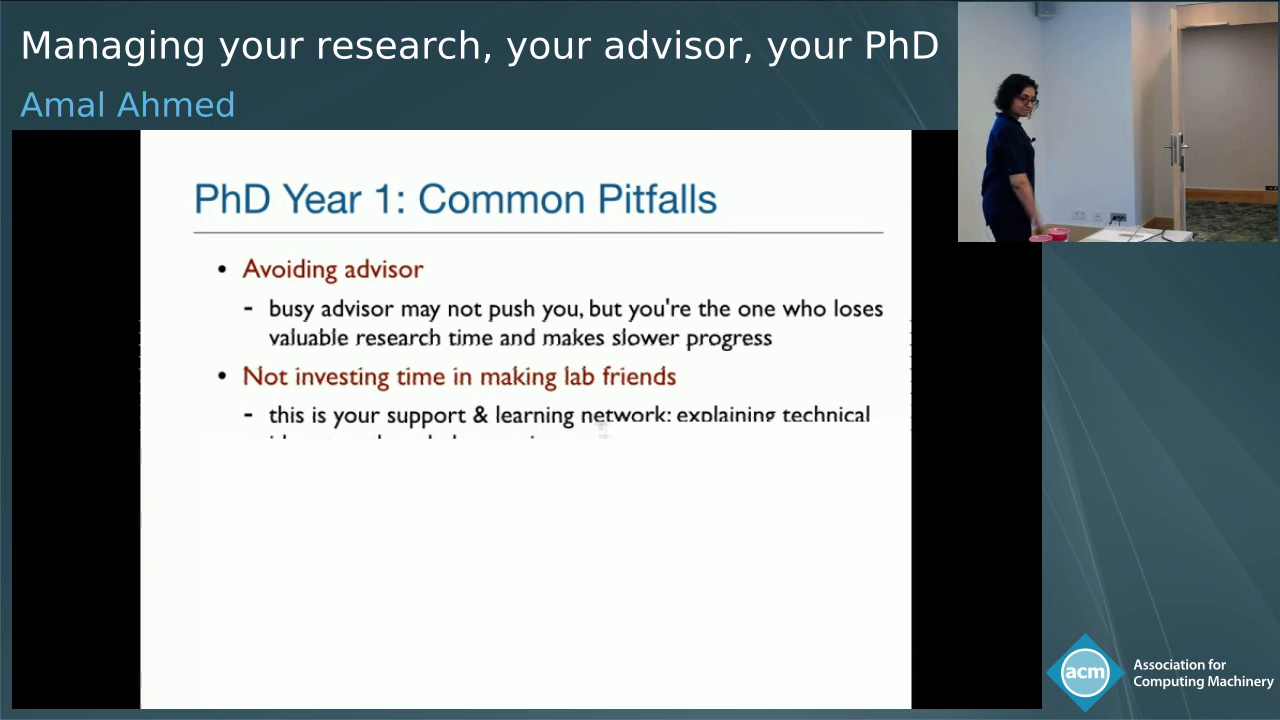 Managing your research, your advisor, your PhD
Amal Ahmed
PhD Year 1: Common Pitfalls
• Avoiding advisor
- busy advisor may not push you, but you're the one who loses
valuable research time and makes slower progress
• Not investing time in making lab friends
- this is your support & learning network: explaining technical
acm
Association for
Computing Machinery